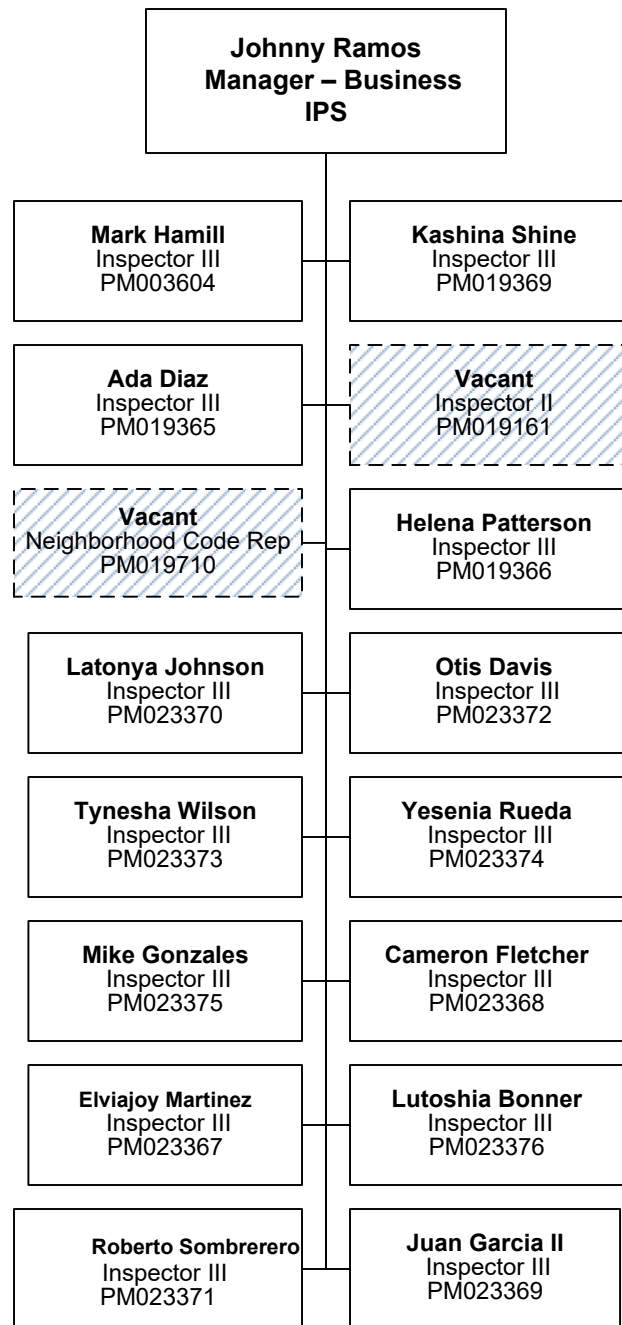 Johnny Ramos
Manager – Business
IPS
Mark Hamill
Inspector III
PM003604
Kashina Shine
Inspector III
PM019369
Ada Diaz
Inspector III
PM019365
Vacant
Inspector II
PM019161
Vacant
Neighborhood Code Rep
PM019710
Helena Patterson
Inspector III
PM019366
Latonya Johnson
Inspector III
PM023370
Otis Davis
Inspector III
PM023372
Tynesha Wilson
Inspector III
PM023373
Yesenia Rueda
Inspector III
PM023374
Mike Gonzales
Inspector III
PM023375
Cameron Fletcher
Inspector III
PM023368
Elviajoy Martinez
Inspector III
PM023367
Lutoshia Bonner
Inspector III
PM023376
Roberto Sombrerero
Inspector III
PM023371
Juan Garcia II
Inspector III
PM023369